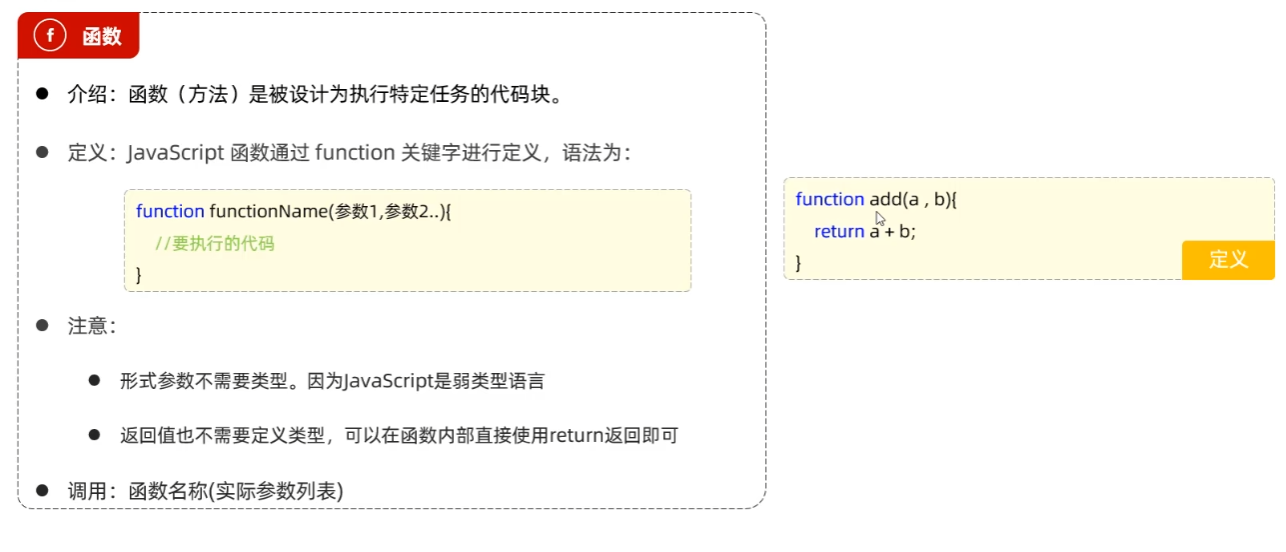 f 函数
介绍：函数（方法）是被设计为执行特定任务的代码块。
定义：JavaScript 函数通过 function 关键字进行定义，语法为：
function functionName(参数1,参数2..){
//要执行的代码
}
注意：
形式参数不需要类型。因为JavaScript是弱类型语言
返回值也不需要定义类型，可以在函数内部直接使用return返回即可
调用：函数名称(实际参数列表)
function add(a , b){
return a + b;
}
定义